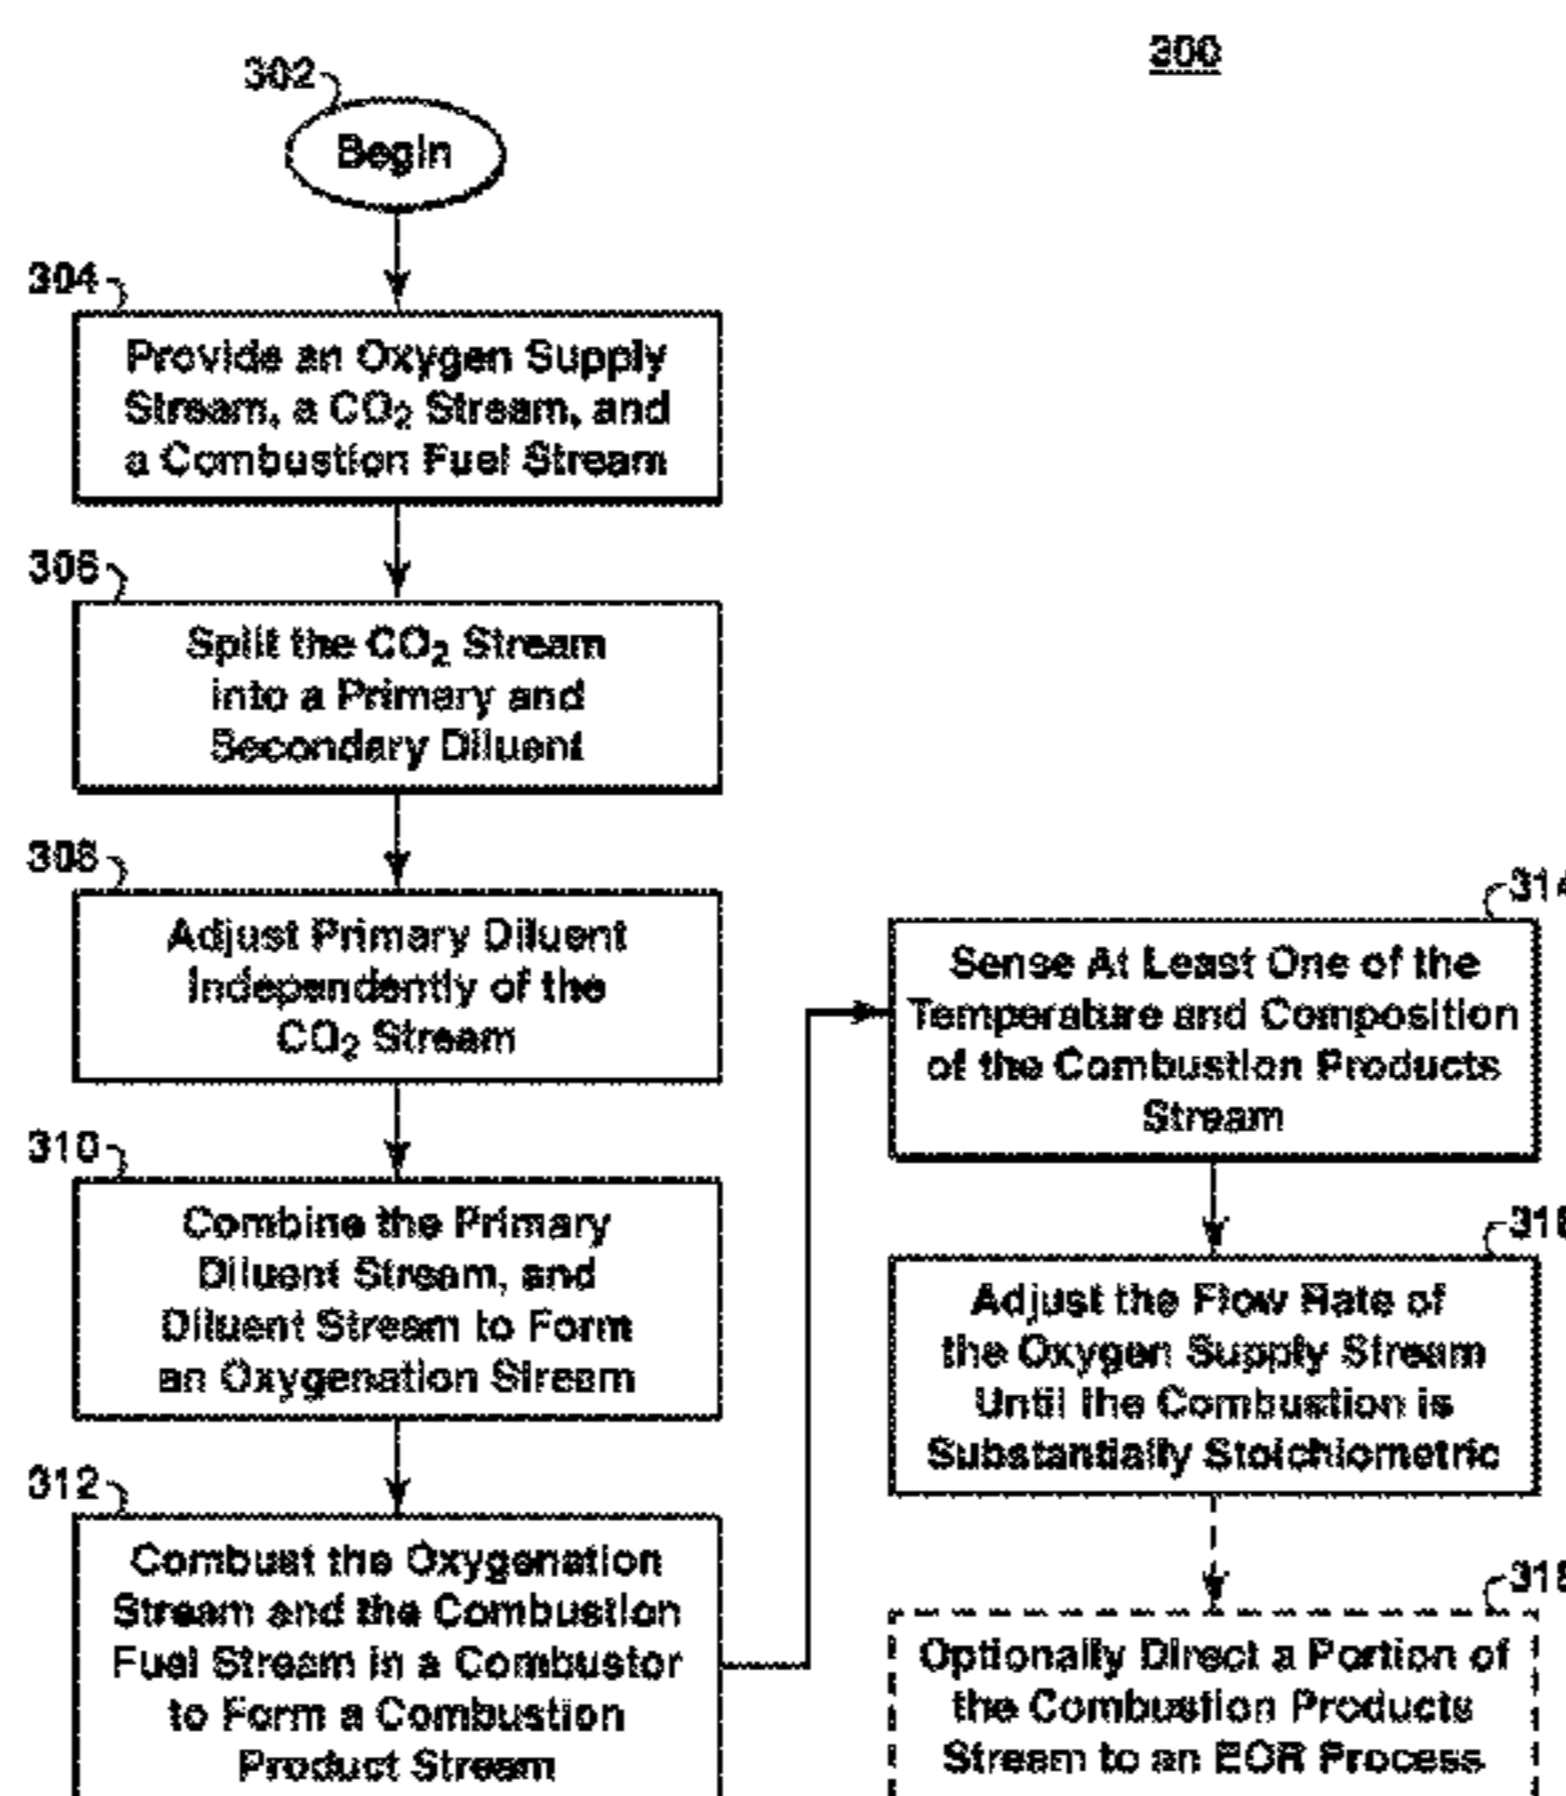 300
302
Begin
304
Provide an Oxygen Supply
Stream, a CO₂ Stream, and
a Combustion Fuel Stream
306
Split the CO₂ Stream
into a Primary and
Secondary Diluent
308
Adjust Primary Diluent
Independently of the
CO₂ Stream
310
Combine the Primary
Diluent Stream, and
Diluent Stream to Form
an Oxygenation Stream
312
Combust the Oxygenation
Stream and the Combustion
Fuel Stream in a Combustor
to Form a Combustion
Product Stream
314
Sense At Least One of the
Temperature and Composition
of the Combustion Products
Stream
Adjust the Flow Rate of
the Oxygen Supply Stream
Until the Combustion is
Substantially Stoichiometric
Optionally Direct a Portion of
the Combustion Products
Stream to an EOR Process